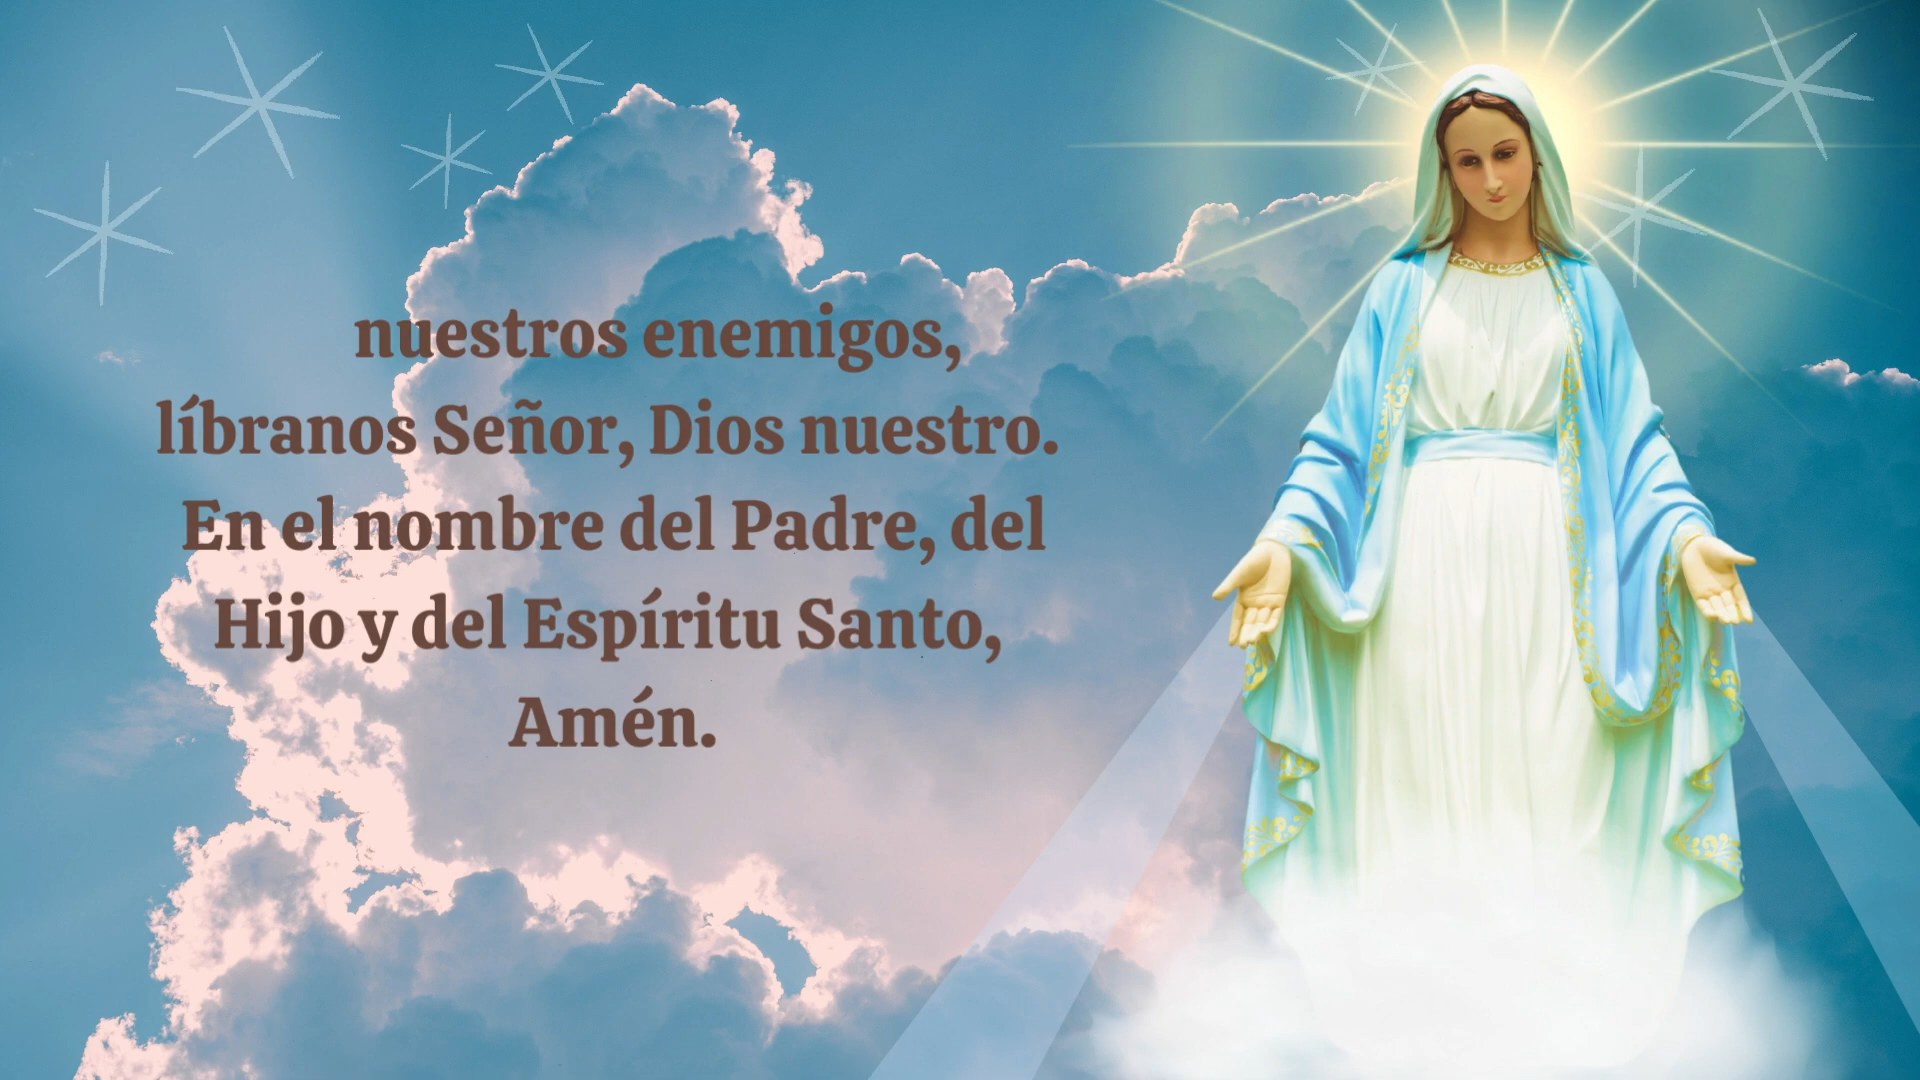 nuestros enemigos,
líbranos Señor, Dios nuestro.
En el nombre del Padre, del
Hijo y del Espíritu Santo,
Amén.